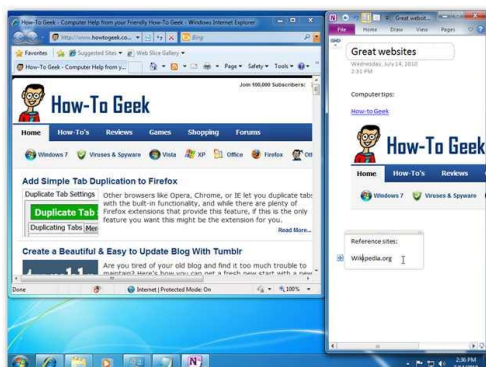 How-To Geek - Computer Help from your Friendly How-To Geek - Windows Internet Explorer
http://www.howtogeek.co...
Bing
Favorites
Suggested Sites
Web Slice Gallery
How-To Geek - Computer Help from y...
Page
Safety
Tools
Join 100,000 Subscribers:
How-To Geek
Home How-To's Reviews Games Shopping Forums
Windows 7 Viruses & Spyware Vista XP Office Firefox
Add Simple Tab Duplication to Firefox
Duplicate Tab Settings
Duplicate Tab
Duplicating Tabs
Other browsers like Opera, Chrome, or IE let you duplicate tabs
with the built-in functionality, and while there are plenty of
Firefox extensions that provide this feature, if this is the only
feature you want this might be the extension for you.
Read More...
Create a Beautiful & Easy to Update Blog With Tumblr
Are you tired of your old blog and find it too much trouble to
maintain? Here's how you can get a fresh new start with a new
Done
Internet | Protected Mode: On
100%
Great websit...
File Home Draw View Pages
Great websites
Wednesday, July 14, 2010
2:31 PM
Computer tips:
How-to Geek
How-To Geek
Home How-To's Reviews
Windows 7 Viruses & Spyware
Reference sites:
Wikipedia.org
2:36 PM